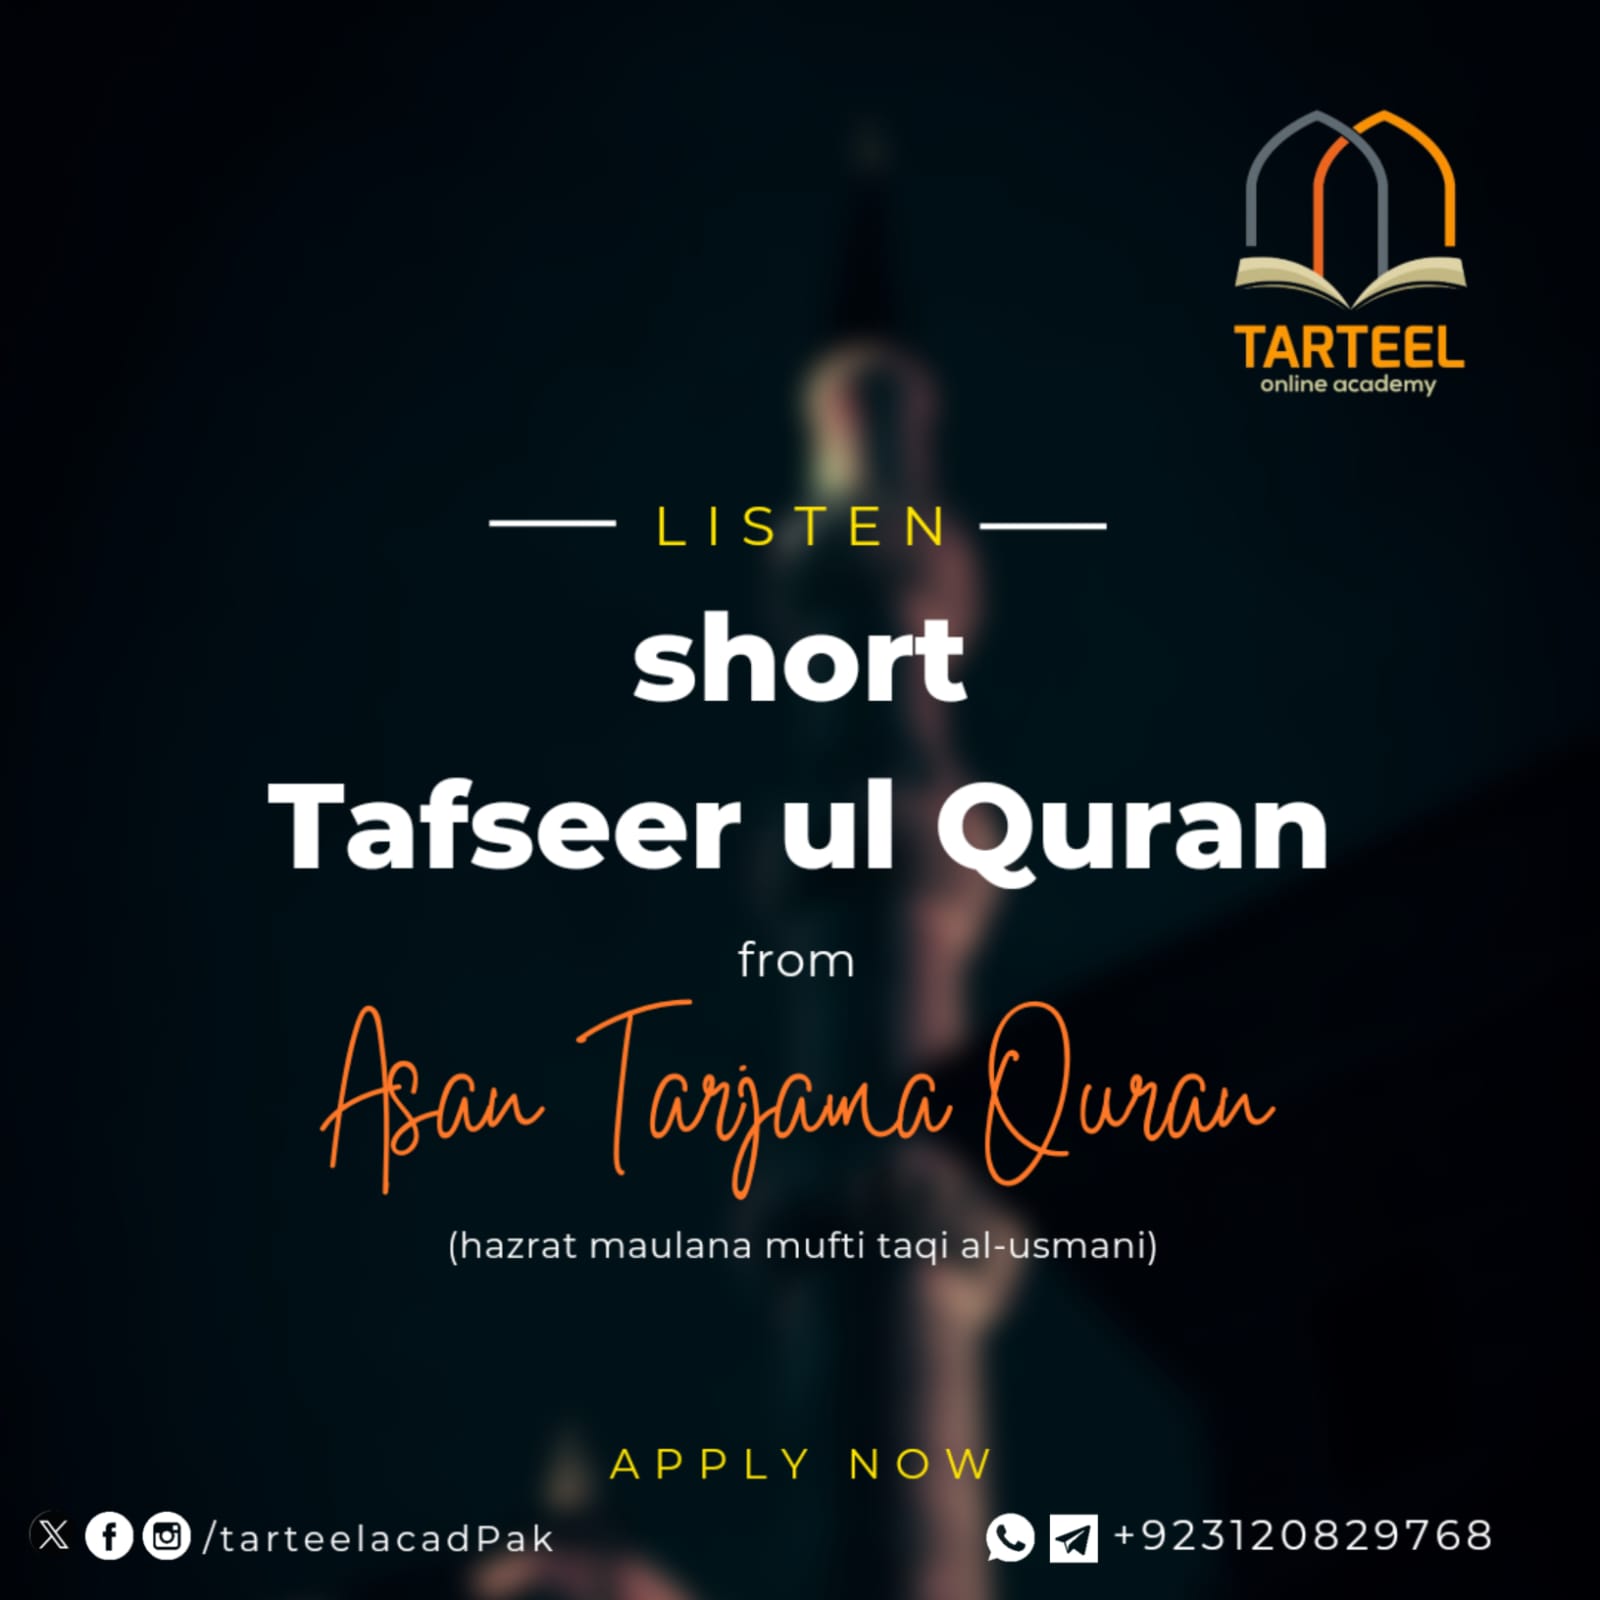 TARTEEL
online academy
LISTEN
short
Tafseer ul Quran
from
Asan Tarjama Quran
(hazrat maulana mufti taqi al-usmani)
APPLY NOW
/tarteelacadPak
+923120829768